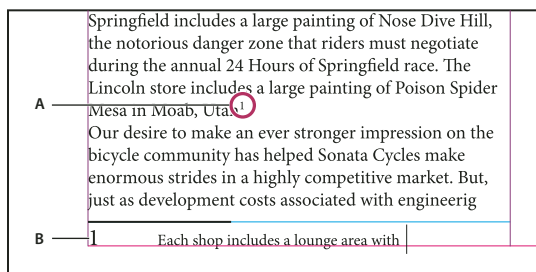 Springfield includes a large painting of Nose Dive Hill,
the notorious danger zone that riders must negotiate
during the annual 24 Hours of Springfield race. The
Lincoln store includes a large painting of Poison Spider
A Mesa in Moab, Utah¹
Our desire to make an ever stronger impression on the
bicycle community has helped Sonata Cycles make
enormous strides in a highly competitive market. But,
just as development costs associated with engineerig
B 1 Each shop includes a lounge area with